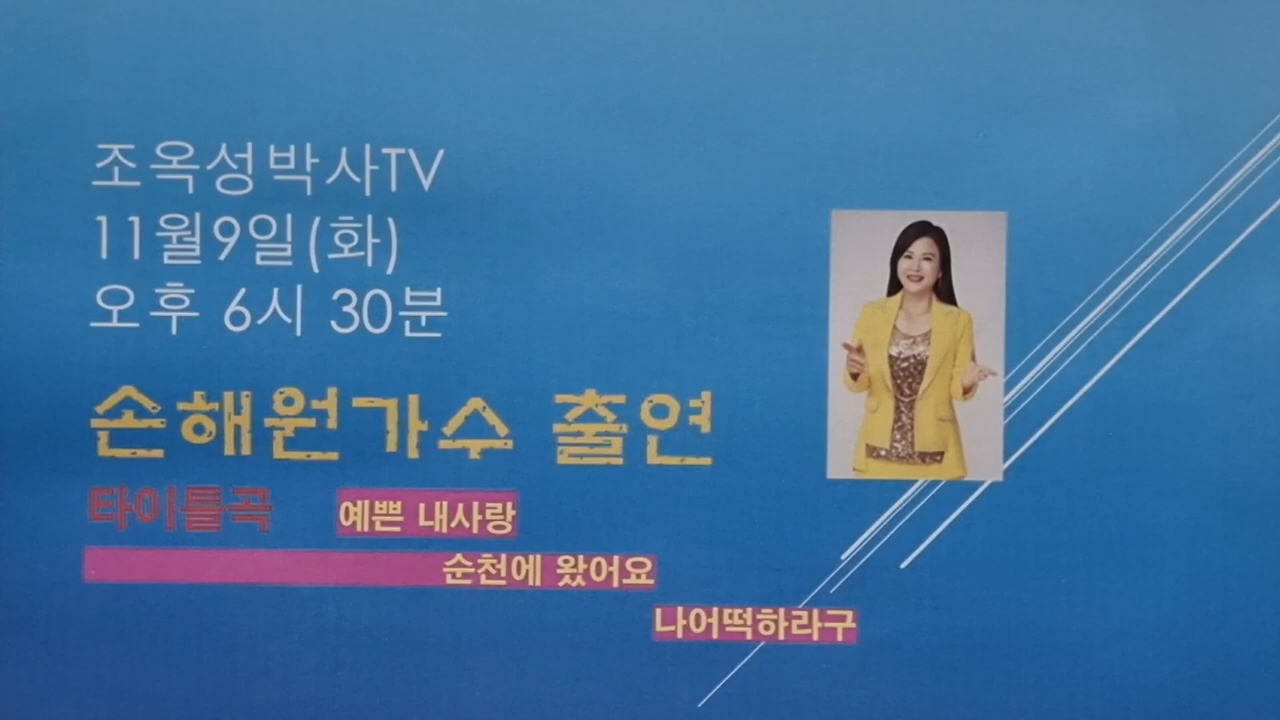 조옥성박사TV
11월9일(화)
오후 6시 30분
손해원가수 출연
타이틀곡 예쁜 내사랑
순천에 왔어요
나어떡하라구